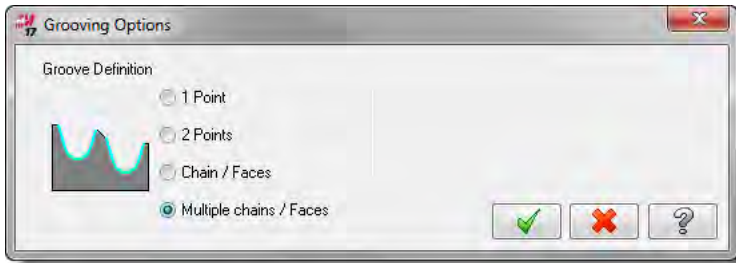 Grooving Options
Groove Definition
1 Point
2 Points
Chain / Faces
Multiple chains / Faces
?